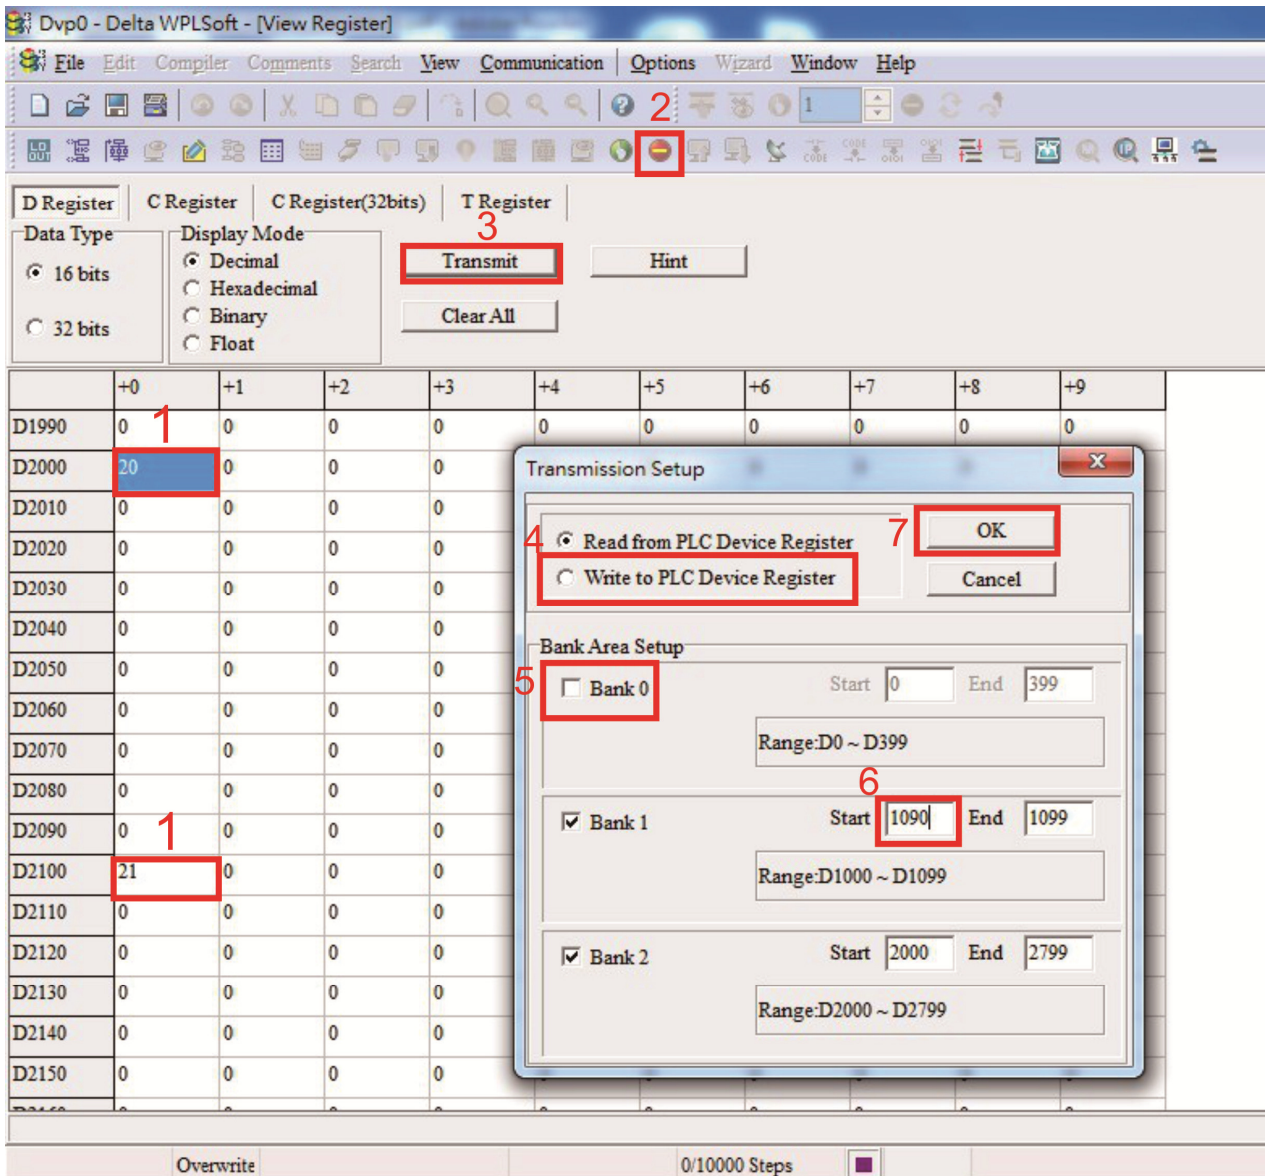 Dvp0 - Delta WPLSoft - [View Register]
File Edit Compiler Comments Search View Communication Options Wizard Window Help
2
1
D Register C Register C Register(32bits) T Register
3
Data Type Display Mode
16 bits
32 bits
Decimal
Hexadecimal
Binary
Float
Transmit Hint
Clear All
+0 +1 +2 +3 +4 +5 +6 +7 +8 +9
1
D1990 0 0 0 0 0 0 0 0 0 0
D2000 20 0 0 0
D2010 0 0 0 0
D2020 0 0 0 0
D2030 0 0 0 0
D2040 0 0 0 0
D2050 0 0 0 0
D2060 0 0 0 0
D2070 0 0 0 0
D2080 0 0 0 0
D2090 0 0 0 0
1
D2100 21 0 0 0
D2110 0 0 0 0
D2120 0 0 0 0
D2130 0 0 0 0
D2140 0 0 0 0
D2150 0 0 0 0
Transmission Setup
4 Read from PLC Device Register
Write to PLC Device Register
7 OK
Cancel
Bank Area Setup
5 Bank 0 Start 0 End 399
Range:D0 ~ D399
6
Bank 1 Start 1090 End 1099
Range:D1000 ~ D1099
Bank 2 Start 2000 End 2799
Range:D2000 ~ D2799
Overwrite 0/10000 Steps